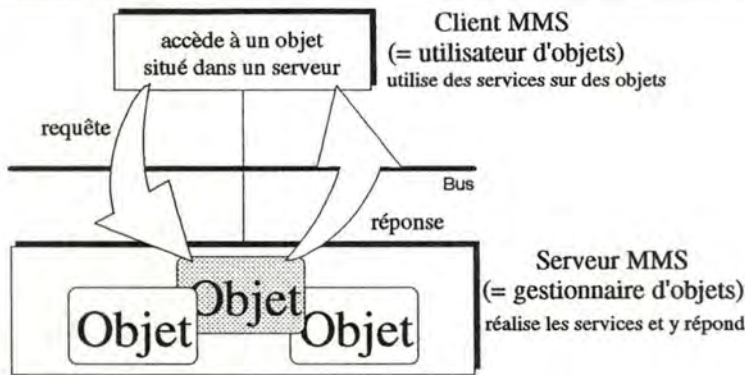 accède à un objet
situé dans un serveur
Client MMS
(= utilisateur d'objets)
utilise des services sur des objets
requête
Bus
réponse
Objet
Objet
Objet
Serveur MMS
(= gestionnaire d'objets)
réalise les services et y répond